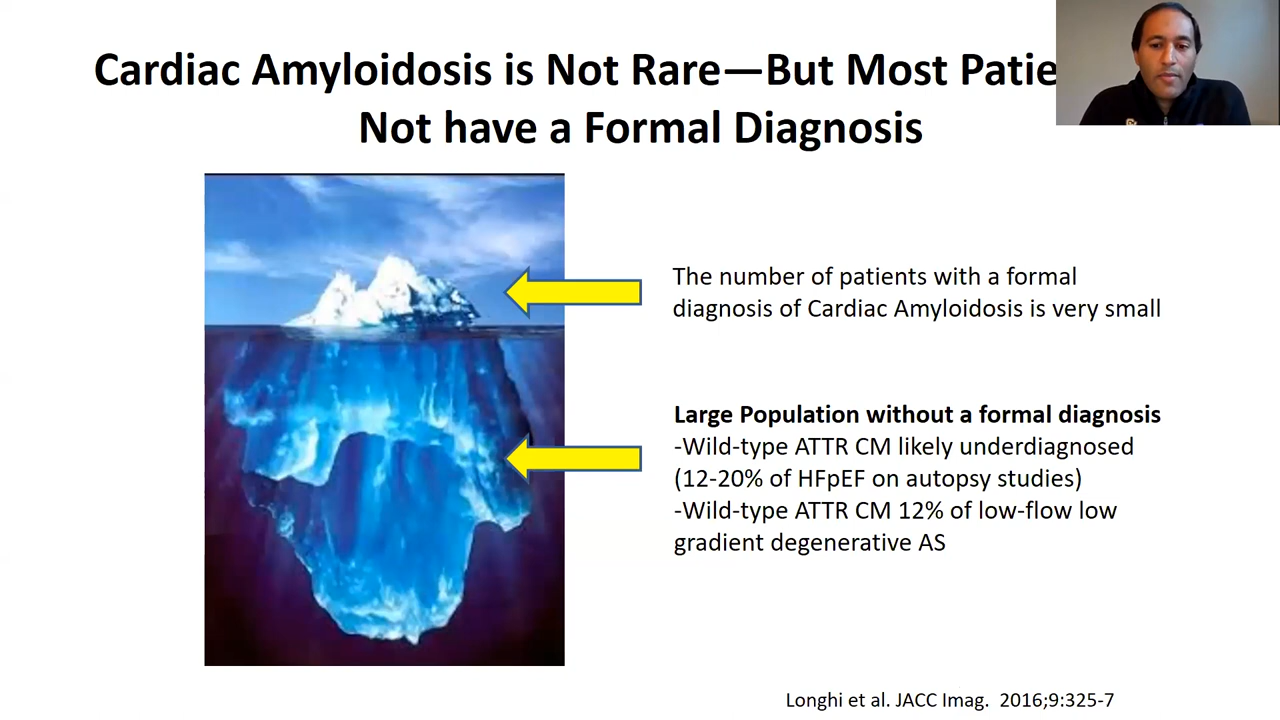 Cardiac Amyloidosis is Not Rare—But Most Patie
Not have a Formal Diagnosis
The number of patients with a formal
diagnosis of Cardiac Amyloidosis is very small
Large Population without a formal diagnosis
-Wild-type ATTR CM likely underdiagnosed
(12-20% of HFpEF on autopsy studies)
-Wild-type ATTR CM 12% of low-flow low
gradient degenerative AS
Longhi et al. JACC Imag.  2016;9:325-7